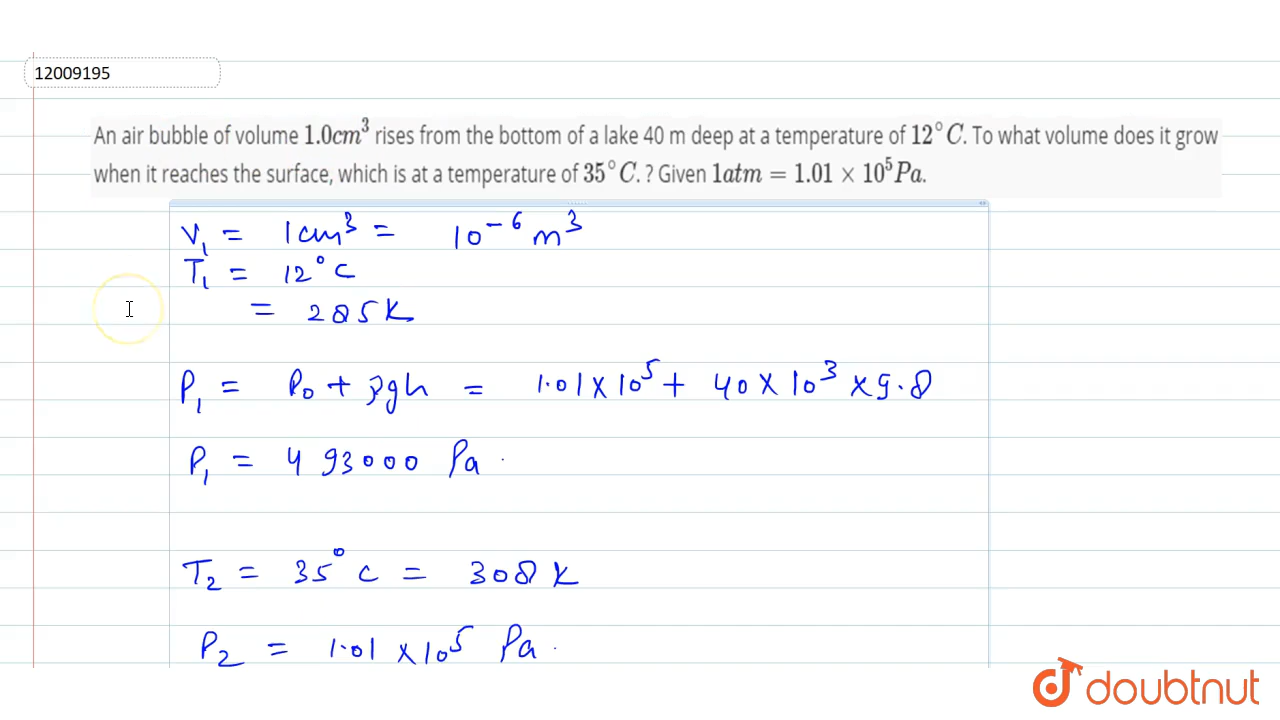 12009195
An air bubble of volume 1.0cm³ rises from the bottom of a lake 40 m deep at a temperature of 12°C. To what volume does it grow
when it reaches the surface, which is at a temperature of 35°C. ? Given 1atm = 1.01 × 10⁵Pa.
V₁ = 1cm³ = 10⁻⁶ m³
T₁ = 12°C
= 285K
P₁ = P₀ + ρgh = 1.01 × 10⁵ + 40 × 10³ × 9.8
P₁ = 493000 Pa.
T₂ = 35°C = 308 K
P₂ = 1.01 × 10⁵ Pa.
doubtnut